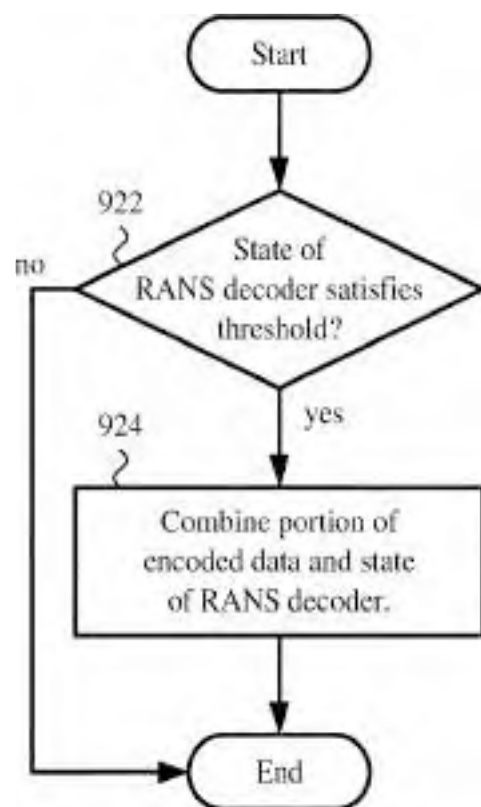 Start
922
no
State of
RANS decoder satisfies
threshold?
yes
924
Combine portion of
encoded data and state
of RANS decoder.
End